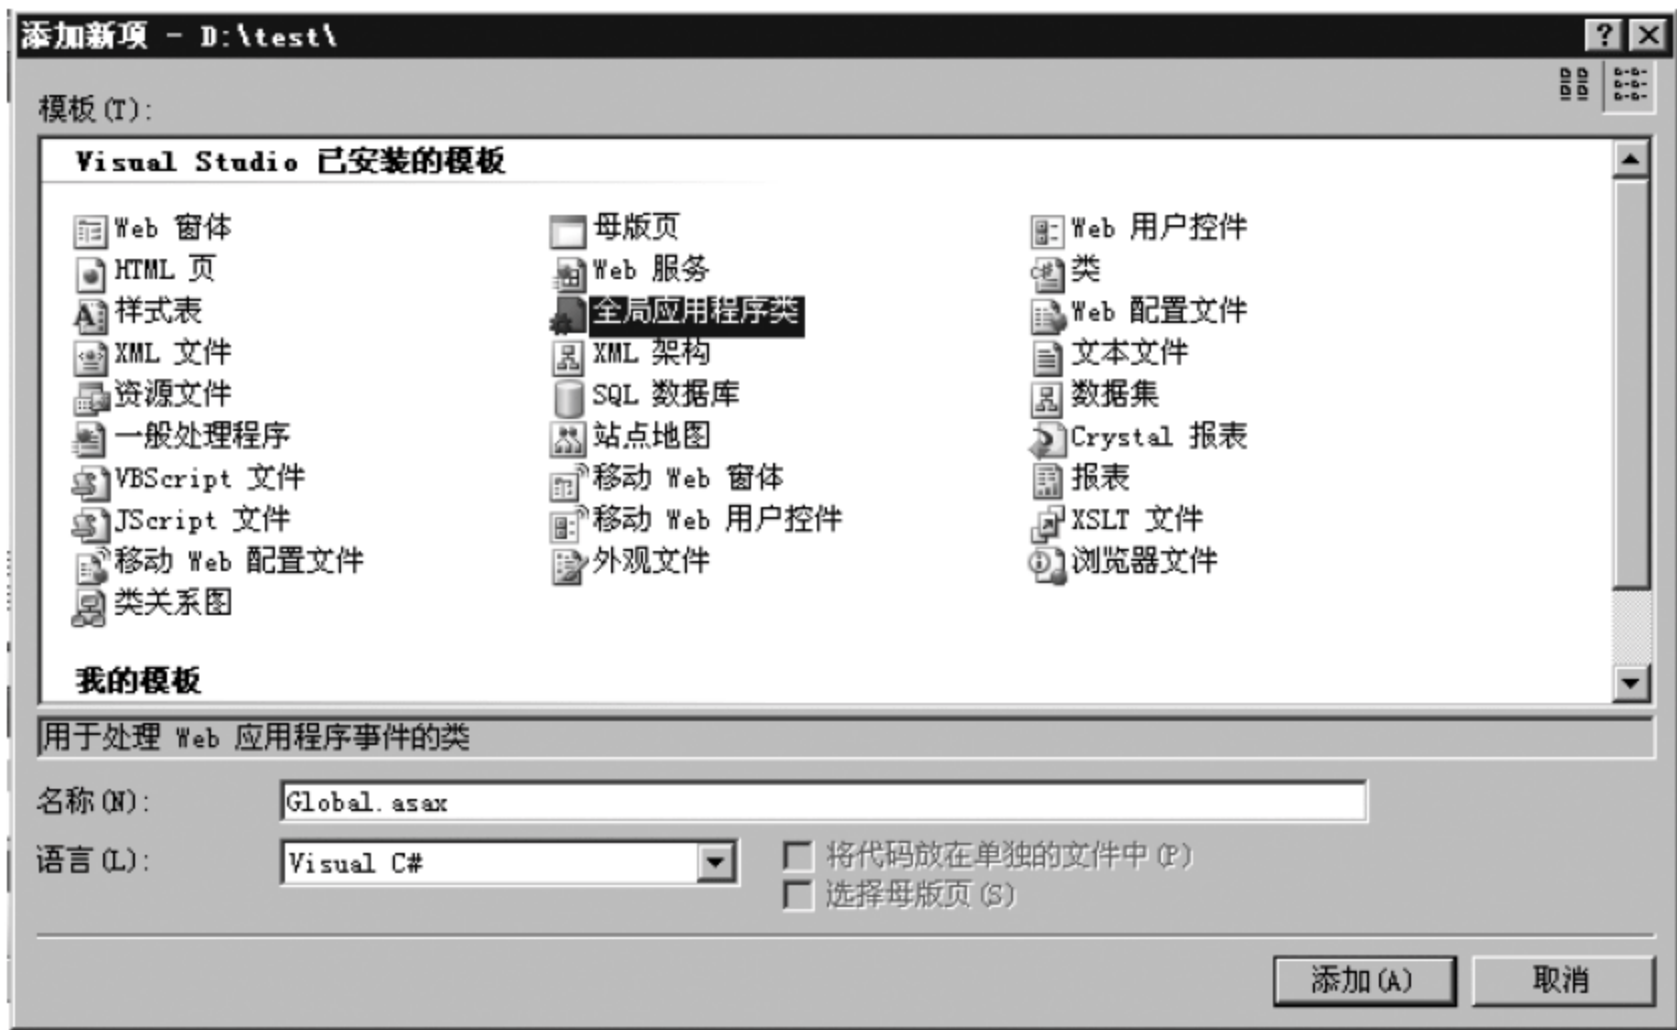 添加新项 - D:\test\
模板(T):
Visual Studio 已安装的模板
Web 窗体 母版页 Web 用户控件
HTML 页 Web 服务 类
样式表 全局应用程序类 Web 配置文件
XML 文件 XML 架构 文本文件
资源文件 SQL 数据库 数据集
一般处理程序 站点地图 Crystal 报表
VBScript 文件 移动 Web 窗体 报表
JScript 文件 移动 Web 用户控件 XSLT 文件
移动 Web 配置文件 外观文件 浏览器文件
类关系图
我的模板
用于处理 Web 应用程序事件的类
名称(N): Global.asax
语言(L): Visual C# 将代码放在单独的文件中(P)
选择母版页(S)
添加(A) 取消